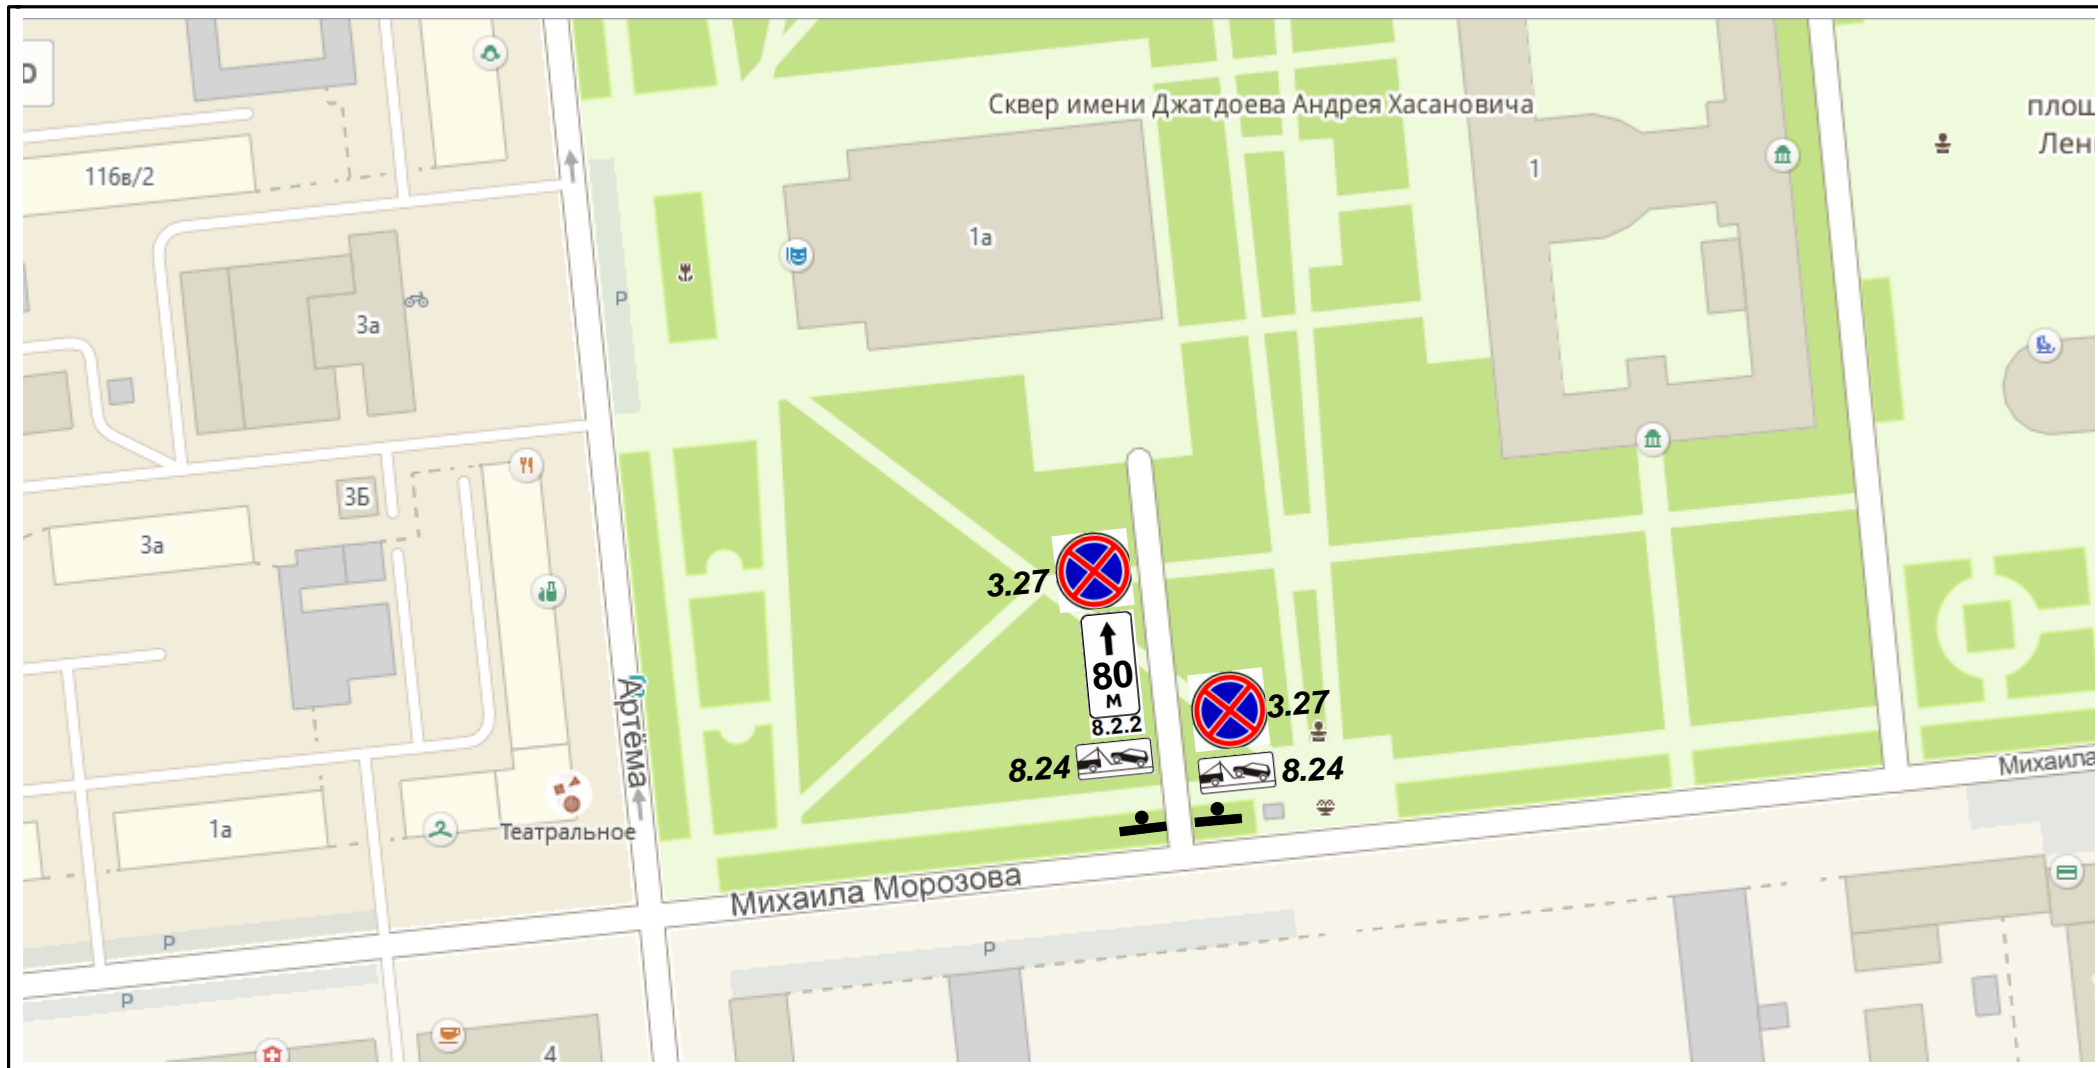 Сквер имени Джатдоева Андрея Хасановича
площ
Лен
116в/2
1
1а
P
3а
3Б
3а
3.27
80
м
8.2.2
3.27
8.24
8.24
Артёма
1а
Театральное
Михаила
Михаила Морозова
P
P
P
4